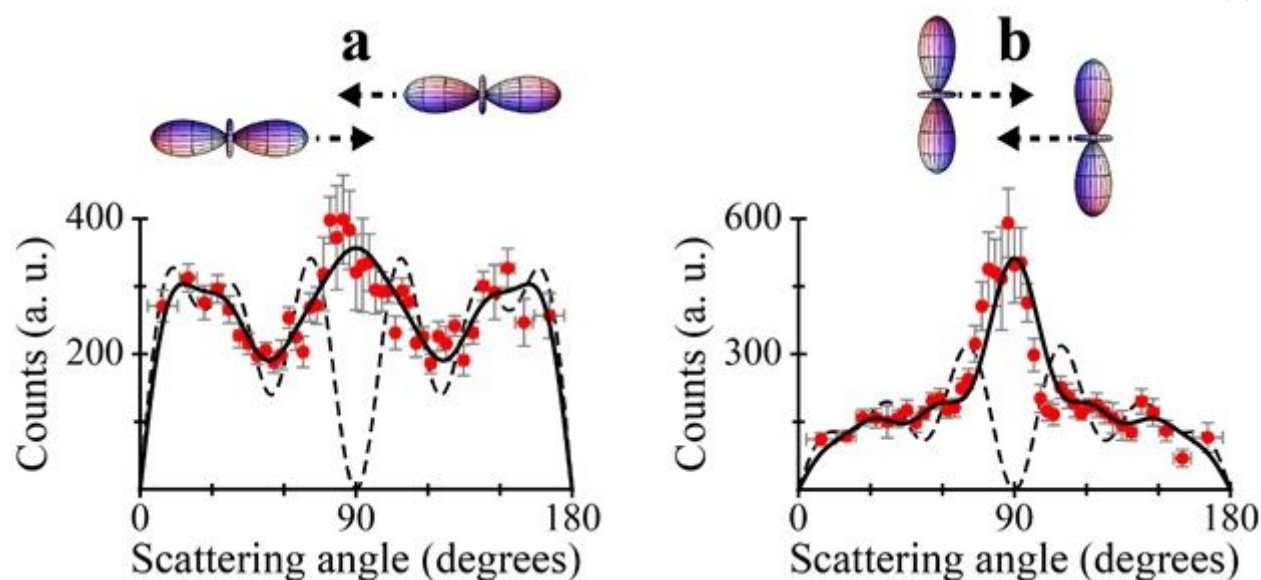 a
b
400
200
Counts (a. u.)
0
90
180
Scattering angle (degrees)
600
300
Counts (a. u.)
0
90
180
Scattering angle (degrees)